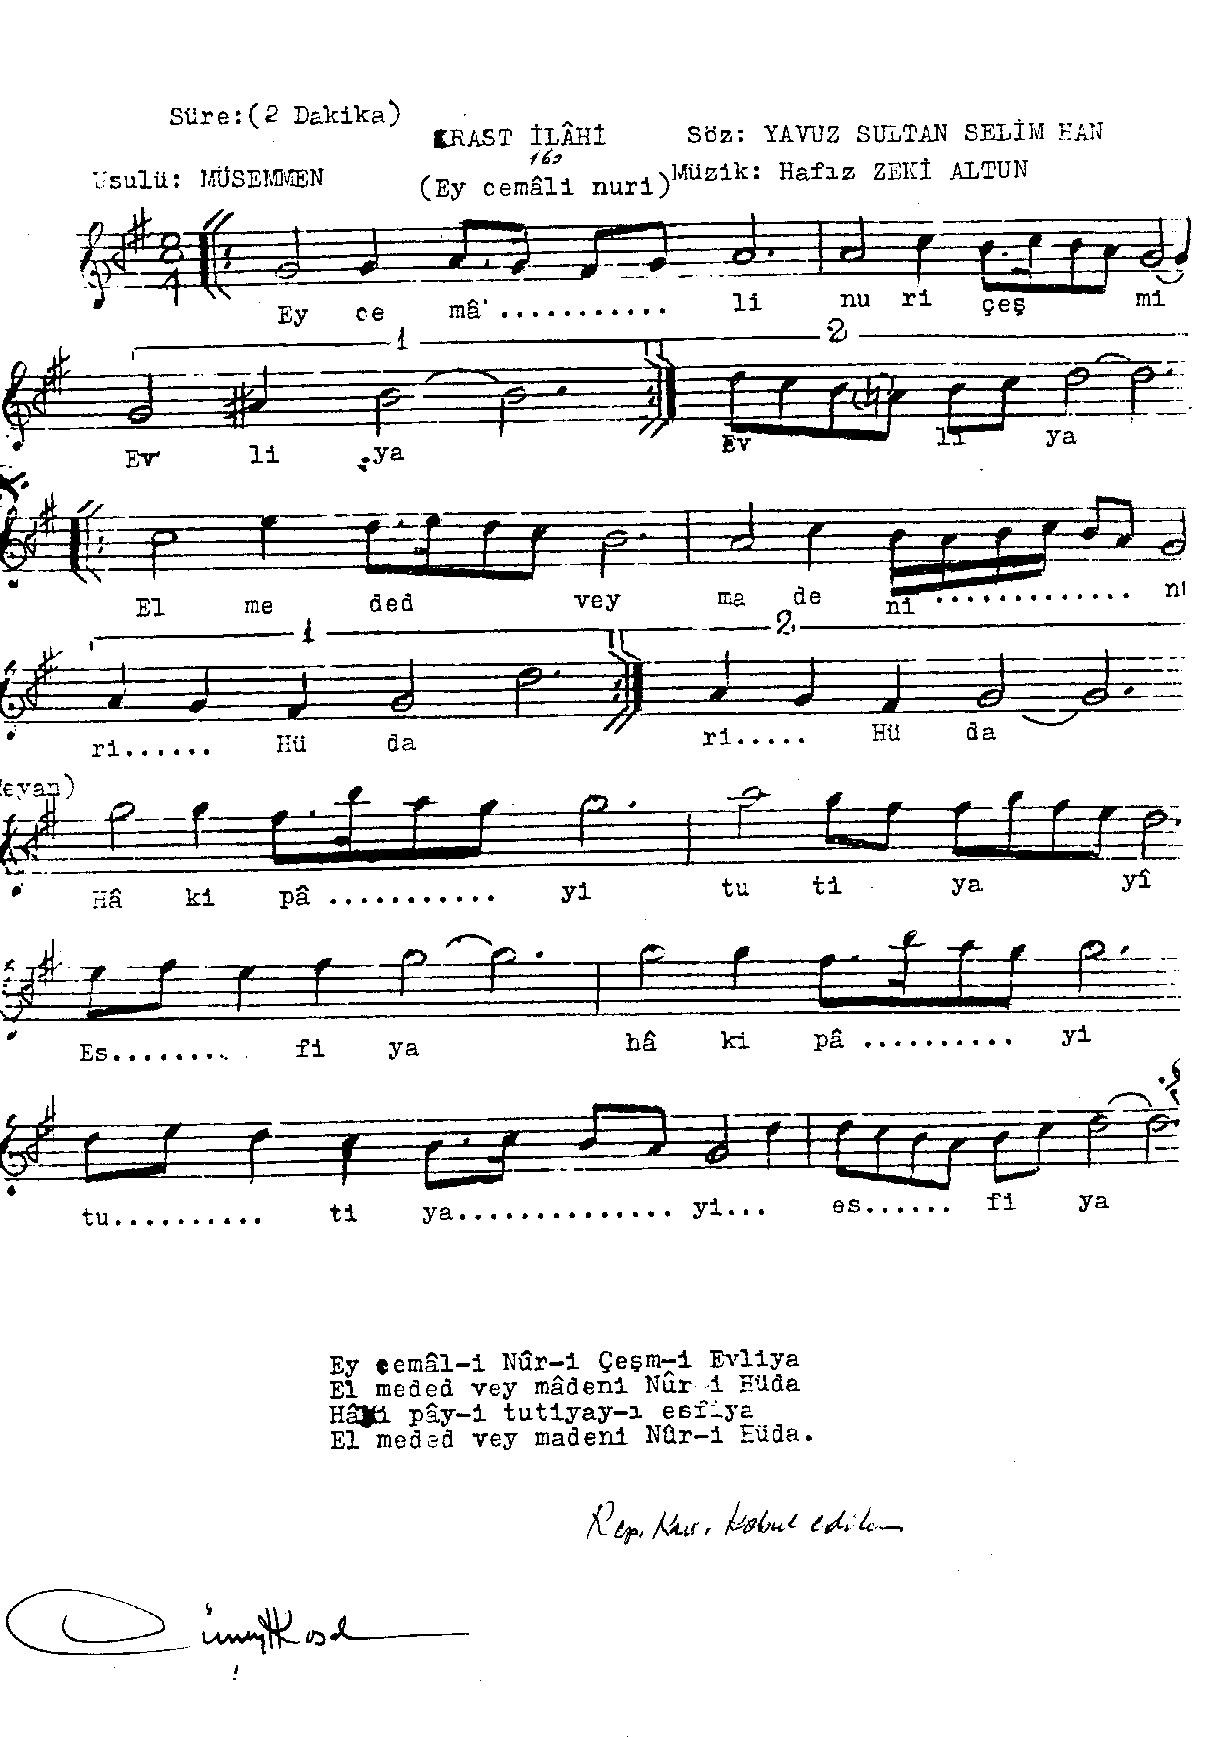 Süre:(2 Dakika)
RAST İLÂHİ
Söz: YAVUZ SULTAN SELİM HAN
160
Usulü: MÜSEMMEN
(Ey cemâli nuri)
Müzik: Hafız ZEKİ ALTUN
8
4
Ey ce mâ ........... li nu ri çeş mi
1 2
Ev li ya Ev li ya
El me ded vey ma de ni ............. nu
1 2
ri...... Hü da ri..... Hü da
Meyan)
Hâ ki pâ ........... yi tu ti ya yî
Es........ fi ya hâ ki pâ .......... yi
tu.......... ti ya.............. yi... es...... fi ya
Ey cemâl-i Nûr-i Çeşm-i Evliya
El meded vey mâdeni Nûr i Hüda
Hâki pây-i tutiyay-ı esfiya
El meded vey madeni Nûr-i Hüda.
Rep. Kur. Kabul edilen